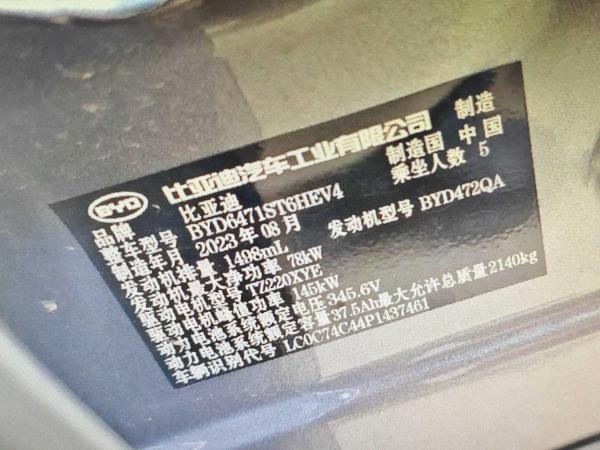 BYD 比亚迪汽车工业有限公司 制造
品牌 比亚迪 制造国 中国
整车型号 BYD6471ST6HEV4 乘坐人数 5
制造年月 2023年08月
发动机排量 1498mL 发动机型号 BYD472QA
发动机最大净功率 78kW
驱动电机型号 TZ220XYE
驱动电机峰值功率 145kW
动力电池系统额定电压 345.6V
动力电池系统额定容量 37.5Ah 最大允许总质量 2140kg
车辆识别代号 LC0C74C44P1437461